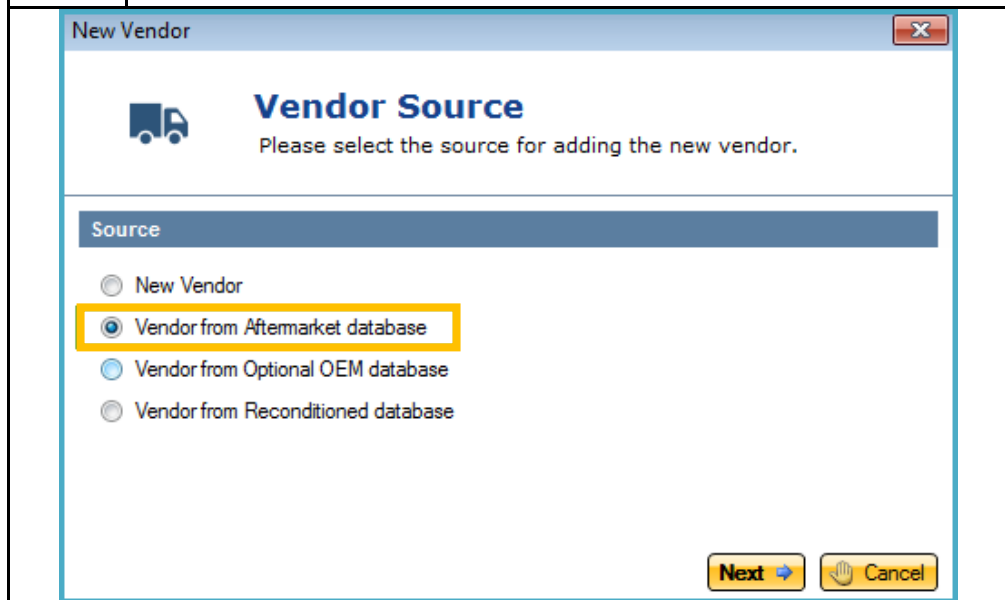 New Vendor
Vendor Source
Please select the source for adding the new vendor.
Source
New Vendor
Vendor from Aftermarket database
Vendor from Optional OEM database
Vendor from Reconditioned database
Next Cancel